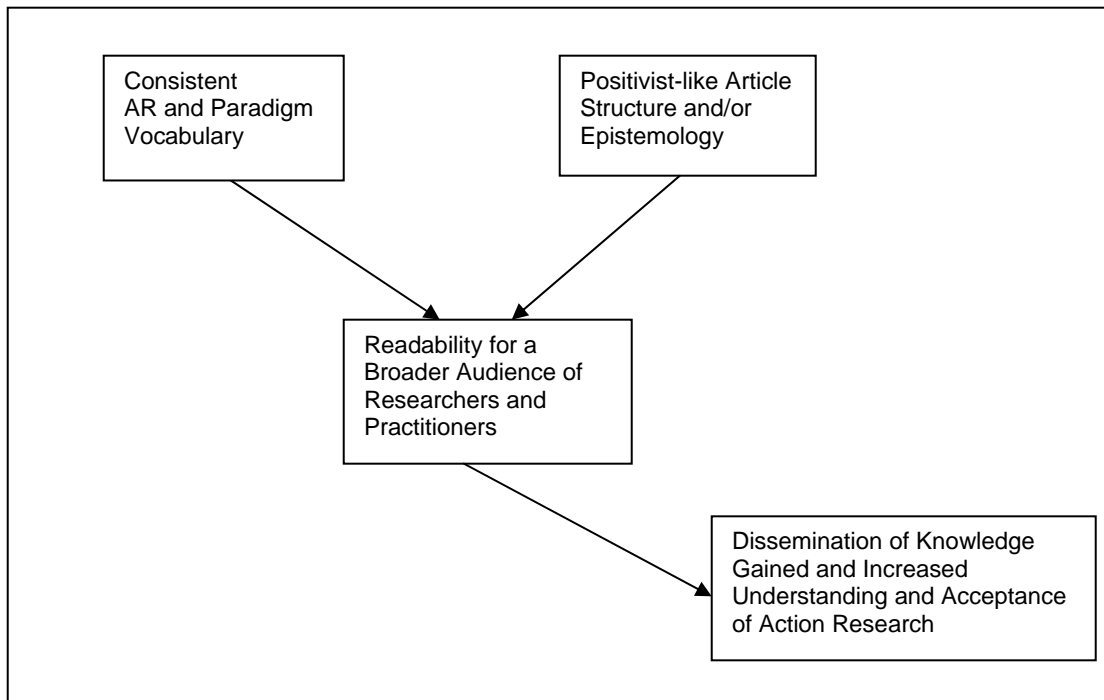 Consistent
AR and Paradigm
Vocabulary
Positivist-like Article
Structure and/or
Epistemology
Readability for a
Broader Audience of
Researchers and
Practitioners
Dissemination of Knowledge
Gained and Increased
Understanding and Acceptance
of Action Research